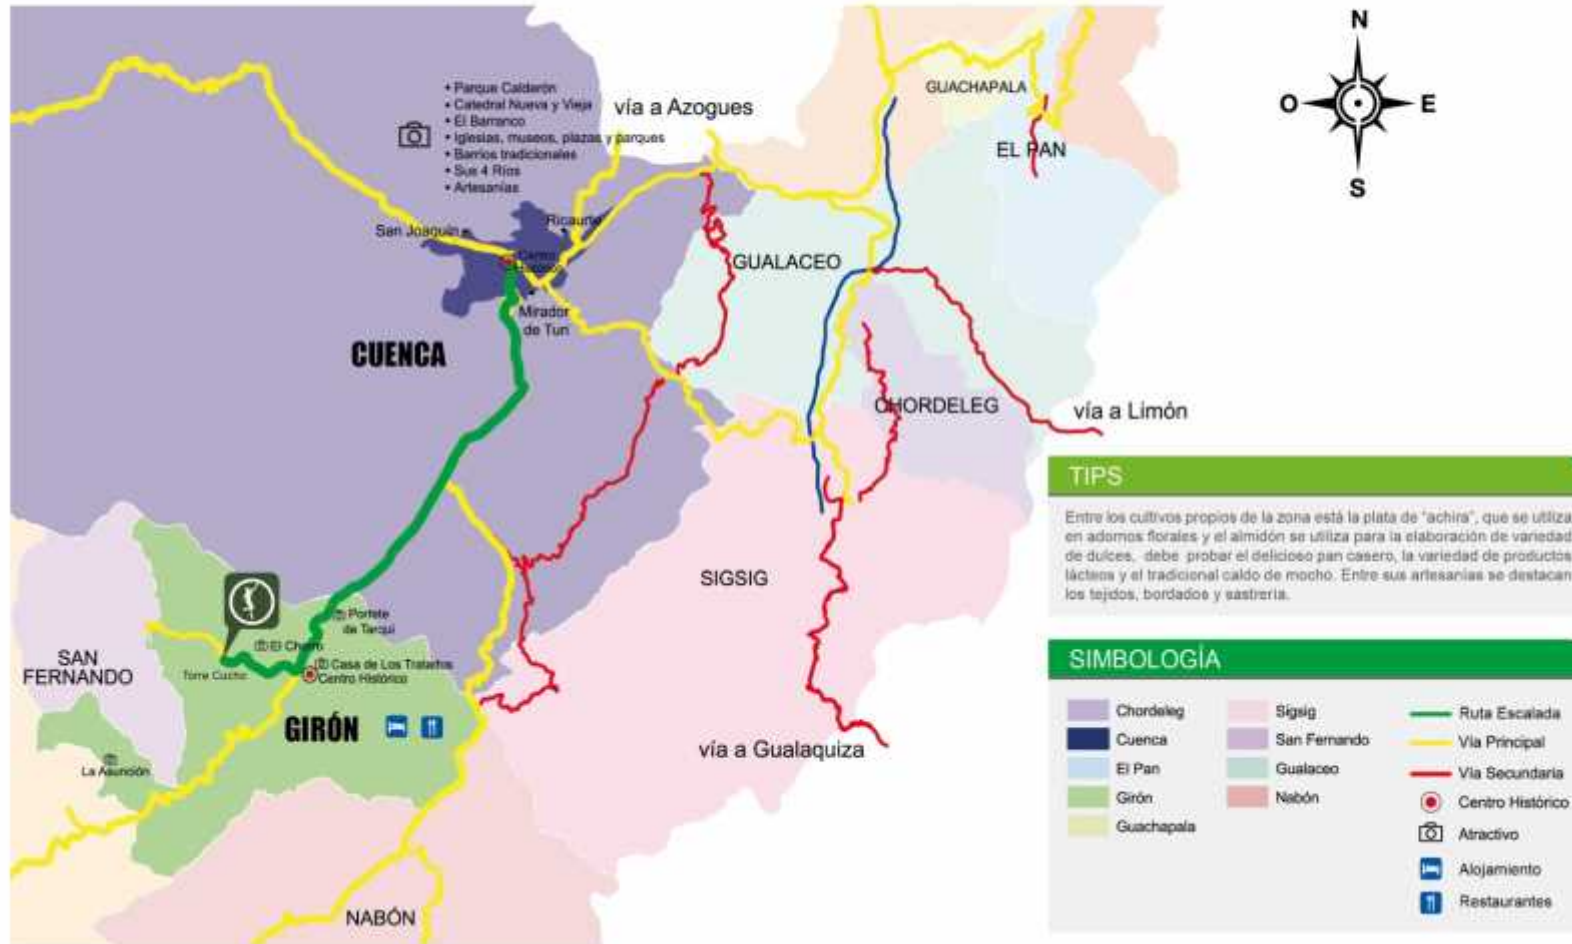 N
O
E
S
• Parque Calderón
• Catedral Nueva y Vieja
• El Barranco
• Iglesias, museos, plazas y parques
• Barrios tradicionales
• Sus 4 Ríos
• Artesanías
vía a Azogues
GUACHAPALA
EL PAN
San Joaquín
Ricaurte
Centro
Histórico
GUALACEO
Mirador
de Turi
CUENCA
CHORDELEG
vía a Limón
SIGSIG
Portete
de Tarqui
El Chorro
Casa de Los Tratados
Centro Histórico
Torre Cucho
SAN
FERNANDO
GIRÓN
La Asunción
vía a Gualaquiza
NABÓN
TIPS
Entre los cultivos propios de la zona está la plata de "achira", que se utiliza
en adornos florales y el almidón se utiliza para la elaboración de variedad
de dulces, debe probar el delicioso pan casero, la variedad de productos
lácteos y el tradicional caldo de mocho. Entre sus artesanías se destacan
los tejidos, bordados y sastrería.
SIMBOLOGÍA
Chordeleg
Cuenca
El Pan
Girón
Guachapala
Sigsig
San Fernando
Gualaceo
Nabón
Ruta Escalada
Vía Principal
Vía Secundaria
Centro Histórico
Atractivo
Alojamiento
Restaurantes